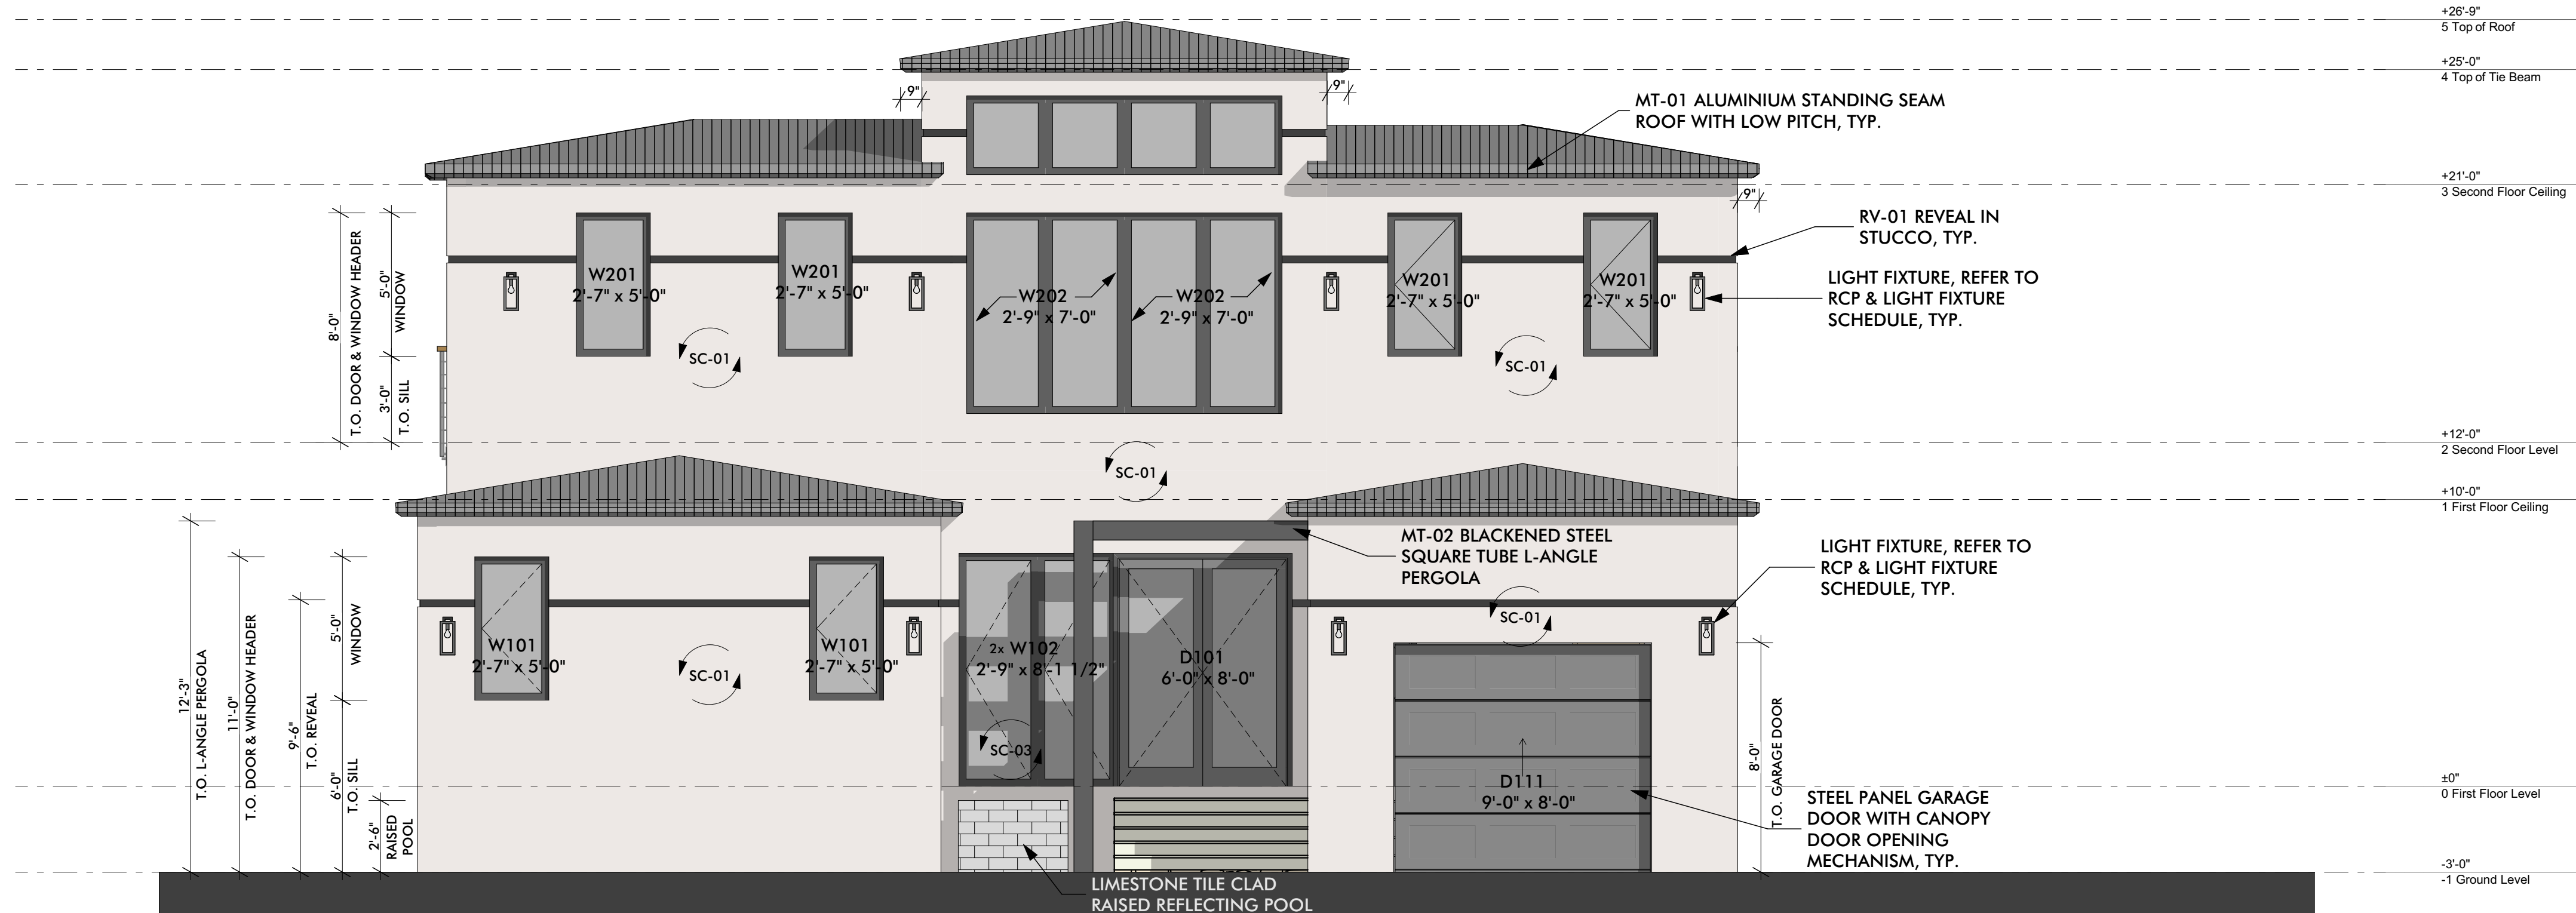 +26'-9"
5 Top of Roof
+25'-0"
4 Top of Tie Beam
9"
9"
MT-01 ALUMINIUM STANDING SEAM
ROOF WITH LOW PITCH, TYP.
+21'-0"
3 Second Floor Ceiling
9"
RV-01 REVEAL IN
STUCCO, TYP.
LIGHT FIXTURE, REFER TO
RCP & LIGHT FIXTURE
SCHEDULE, TYP.
8'-0"
T.O. DOOR & WINDOW HEADER
5'-0"
WINDOW
3'-0"
T.O. SILL
W201
2'-7" x 5'-0"
W201
2'-7" x 5'-0"
W202
2'-9" x 7'-0"
W202
2'-9" x 7'-0"
W201
2'-7" x 5'-0"
W201
2'-7" x 5'-0"
SC-01
SC-01
+12'-0"
2 Second Floor Level
SC-01
+10'-0"
1 First Floor Ceiling
MT-02 BLACKENED STEEL
SQUARE TUBE L-ANGLE
PERGOLA
LIGHT FIXTURE, REFER TO
RCP & LIGHT FIXTURE
SCHEDULE, TYP.
12'-3"
T.O. L-ANGLE PERGOLA
11'-0"
T.O. DOOR & WINDOW HEADER
9'-6"
T.O. REVEAL
5'-0"
WINDOW
6'-0"
T.O. SILL
2'-6"
RAISED
POOL
W101
2'-7" x 5'-0"
SC-01
W101
2'-7" x 5'-0"
2x W102
2'-9" x 8'-1 1/2"
SC-03
D101
6'-0" x 8'-0"
SC-01
D111
9'-0" x 8'-0"
8'-0"
T.O. GARAGE DOOR
±0"
0 First Floor Level
STEEL PANEL GARAGE
DOOR WITH CANOPY
DOOR OPENING
MECHANISM, TYP.
-3'-0"
-1 Ground Level
LIMESTONE TILE CLAD
RAISED REFLECTING POOL